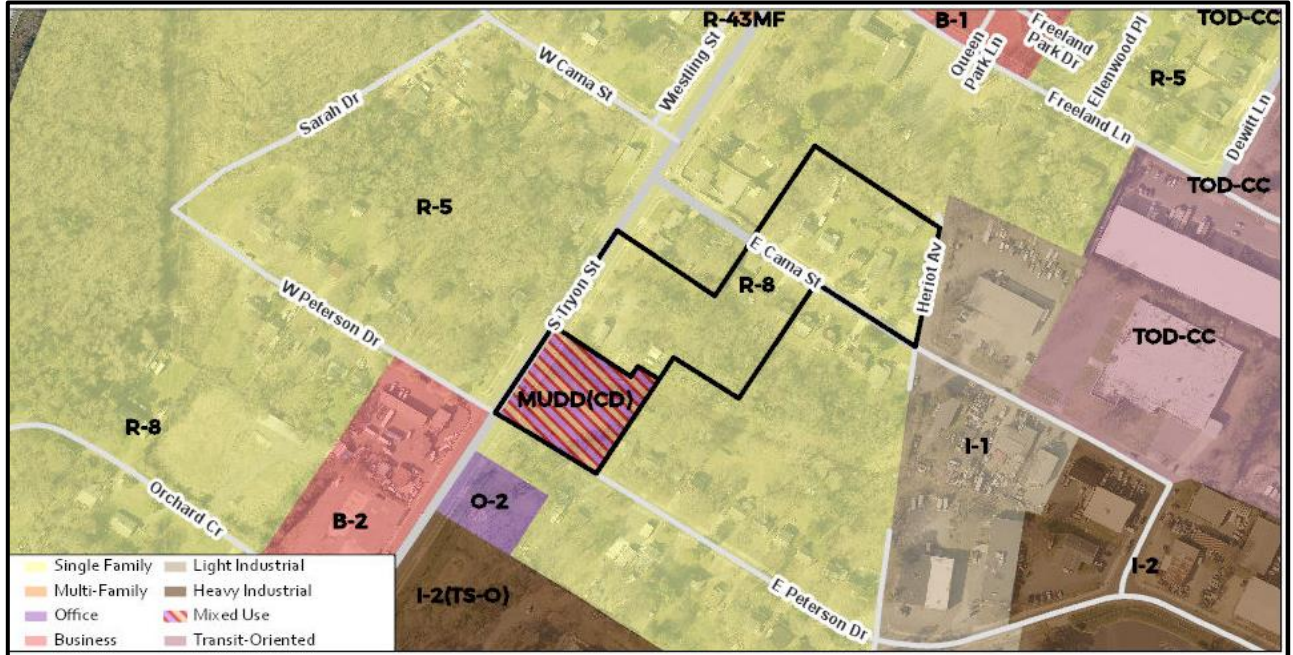 R-43MF
B-1
TOD-CC
Freeland
Park Dr
Queen
Park Ln
Ellenwood Pl
R-5
Westling St
W Cama St
Sarah Dr
Freeland Ln
Dewitt Ln
TOD-CC
R-5
E Cama St
R-8
Heriot Av
S Tryon St
W Peterson Dr
TOD-CC
MUDD(CD)
R-8
I-1
O-2
Orchard Cr
B-2
I-2
I-2(TS-O)
E Peterson Dr
Single Family
Light Industrial
Multi-Family
Heavy Industrial
Office
Mixed Use
Business
Transit-Oriented